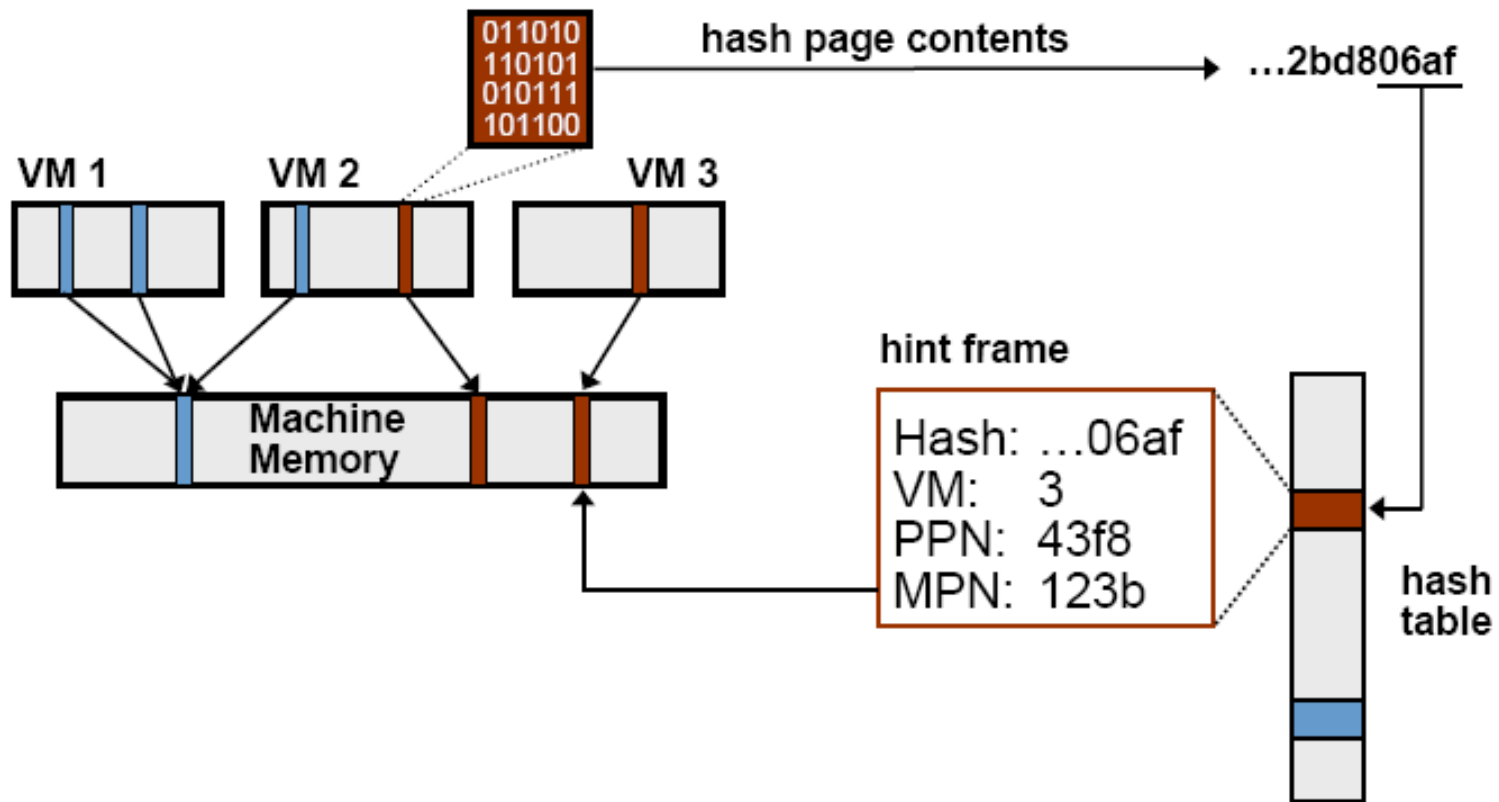 011010
110101
010111
101100
hash page contents
...2bd806af
VM 1
VM 2
VM 3
Machine
Memory
hint frame
Hash: ...06af
VM: 3
PPN: 43f8
MPN: 123b
hash
table